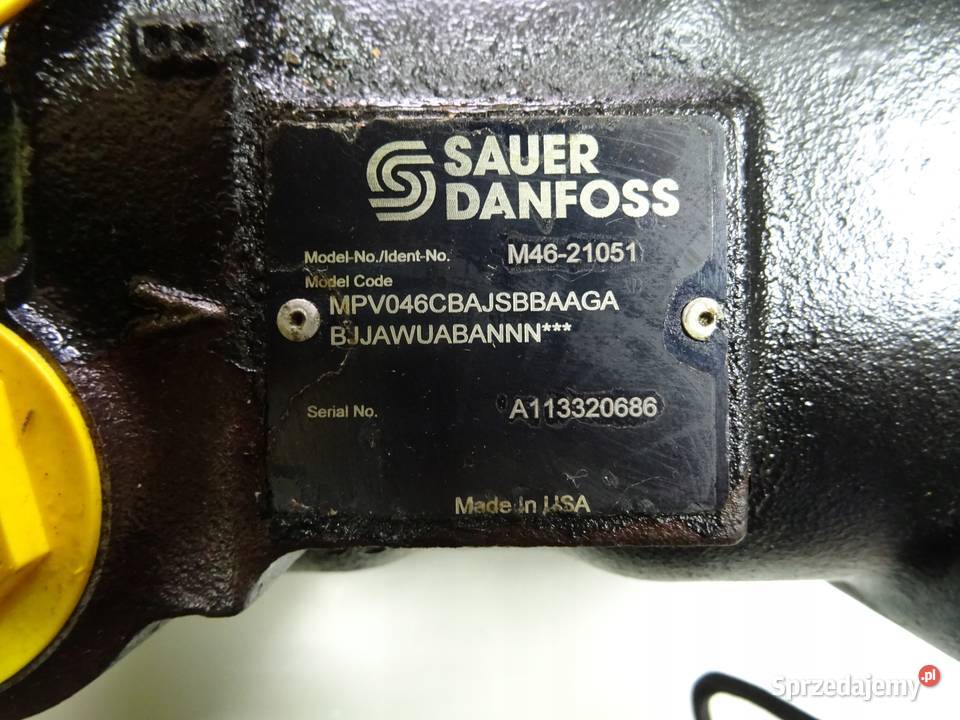 SAUER
DANFOSS
Model-No./Ident-No. M46-21051
Model Code
MPV046CBAJSBBAAGA
BJJAWUABANNN***
Serial No. A113320686
Made In USA
Sprzedajemy.pl